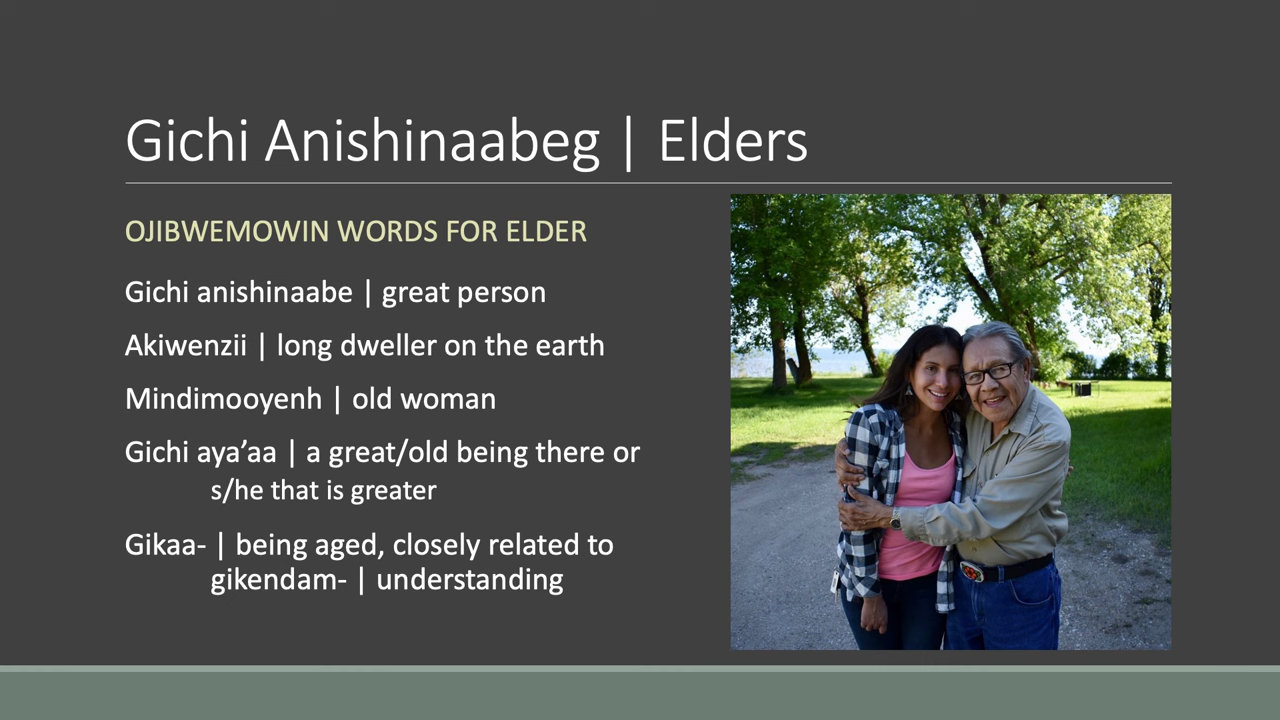 Gichi Anishinaabeg | Elders
OJIBWEMOWIN WORDS FOR ELDER
Gichi anishinaabe | great person
Akiwenzii | long dweller on the earth
Mindimooyenh | old woman
Gichi aya’aa | a great/old being there or
s/he that is greater
Gikaa- | being aged, closely related to
gikendam- | understanding